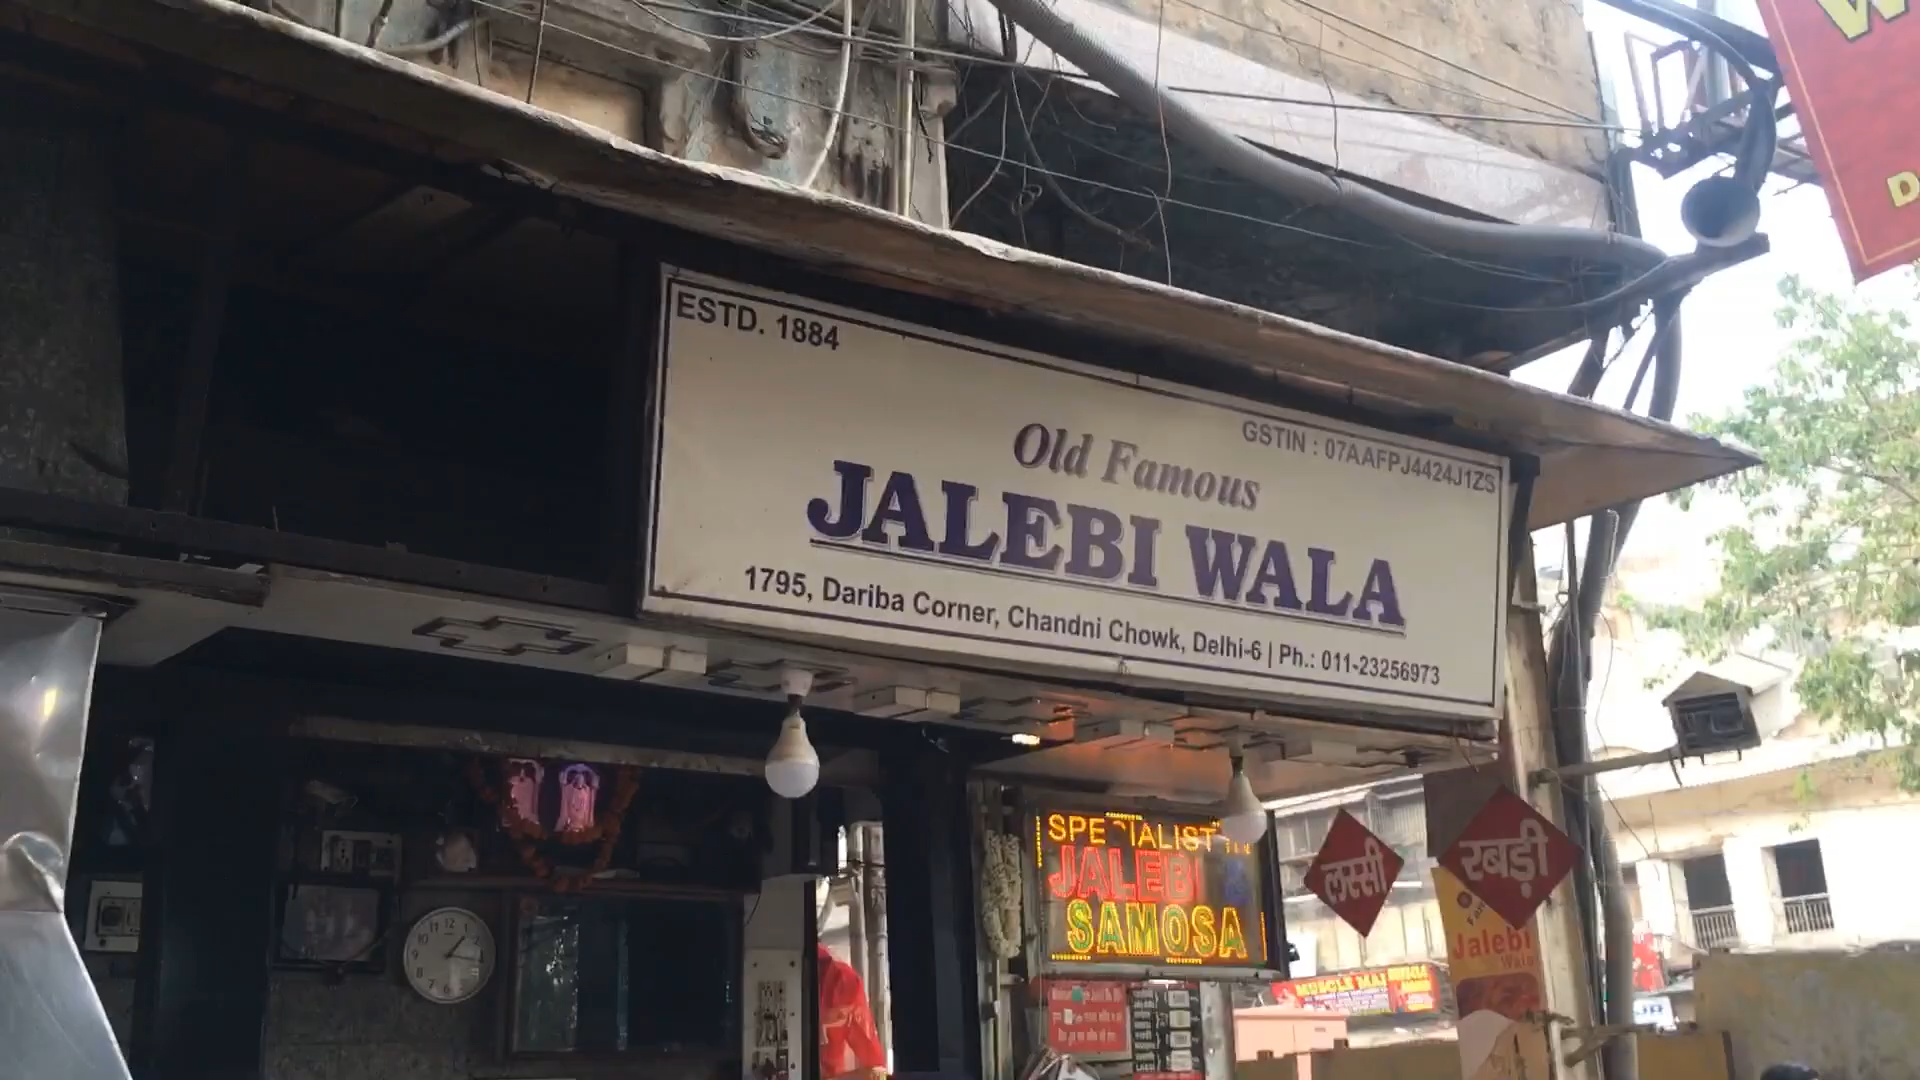 ESTD. 1884
GSTIN : 07AAFPJ4424J1ZS
Old Famous
JALEBI WALA
1795, Dariba Corner, Chandni Chowk, Delhi-6 | Ph.: 011-23256973
SPECIALIST
JALEBI
SAMOSA
लस्सी
रबड़ी
Jalebi
Wala